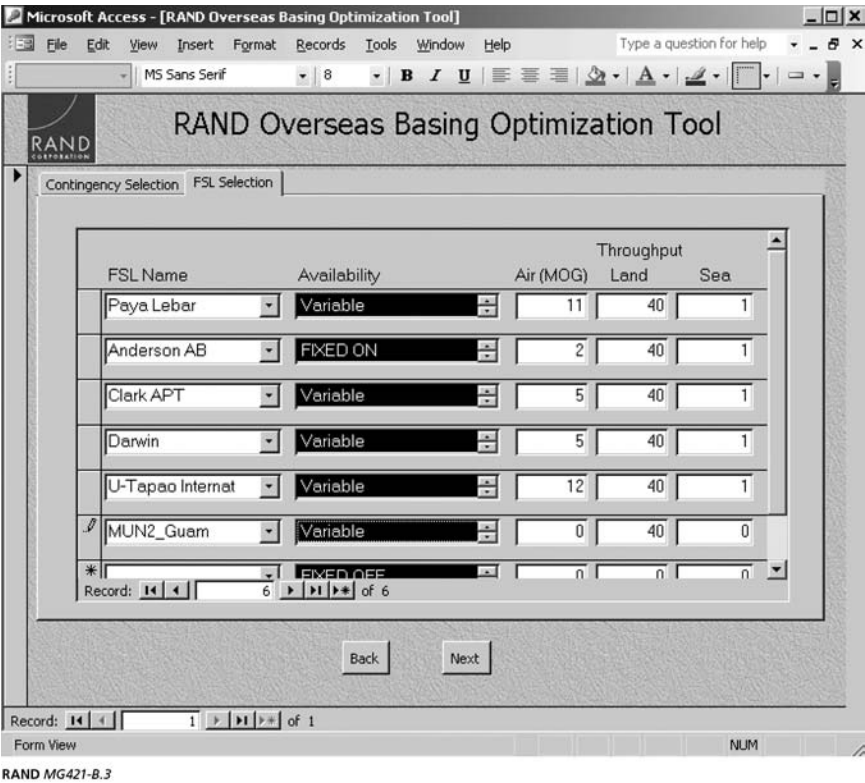 Microsoft Access - [RAND Overseas Basing Optimization Tool]
File Edit View Insert Format Records Tools Window Help Type a question for help
MS Sans Serif 8 B I U A
RAND CORPORATION
RAND Overseas Basing Optimization Tool
Contingency Selection FSL Selection
Throughput
FSL Name Availability Air (MOG) Land Sea
Paya Lebar Variable 11 40 1
Anderson AB FIXED ON 2 40 1
Clark APT Variable 5 40 1
Darwin Variable 5 40 1
U-Tapao Internat Variable 12 40 1
MUN2_Guam Variable 0 40 0
FIXED OFF 0 0 0
Record: 6 of 6
Back Next
Record: 1 of 1
Form View NUM
RAND MG421-B.3